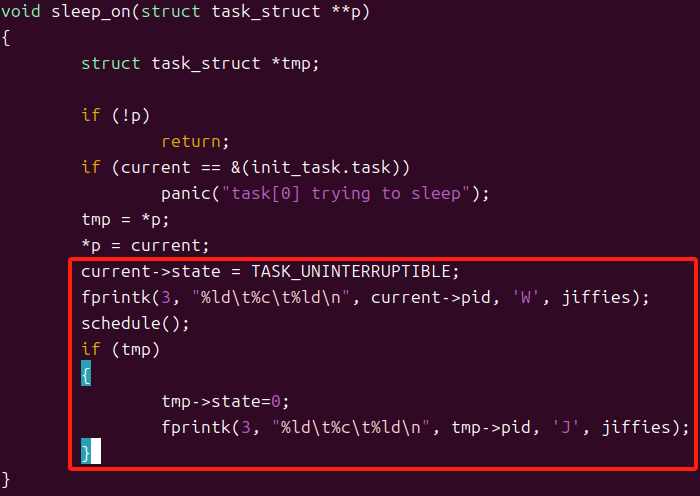 void sleep_on(struct task_struct **p)
{
        struct task_struct *tmp;

        if (!p)
                return;
        if (current == &(init_task.task))
                panic("task[0] trying to sleep");
        tmp = *p;
        *p = current;
        current->state = TASK_UNINTERRUPTIBLE;
        fprintk(3, "%ld\t%c\t%ld\n", current->pid, 'W', jiffies);
        schedule();
        if (tmp)
        {
                tmp->state=0;
                fprintk(3, "%ld\t%c\t%ld\n", tmp->pid, 'J', jiffies);
        }
}